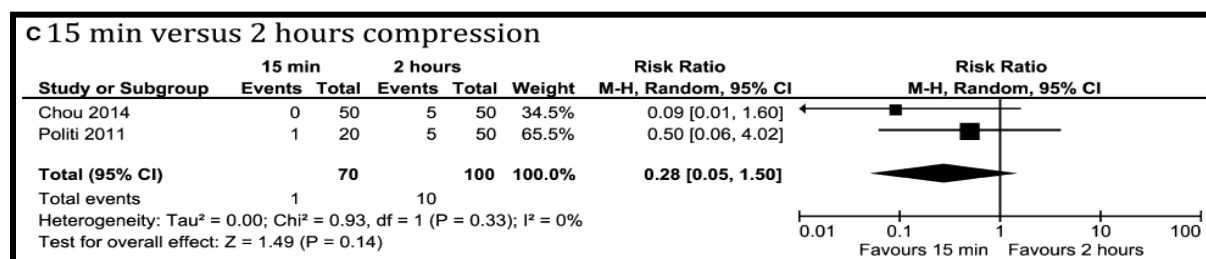 C 15 min versus 2 hours compression
15 min 2 hours Risk Ratio Risk Ratio
Study or Subgroup Events Total Events Total Weight M-H, Random, 95% CI M-H, Random, 95% CI
Chou 2014 0 50 5 50 34.5% 0.09 [0.01, 1.60]
Politi 2011 1 20 5 50 65.5% 0.50 [0.06, 4.02]
Total (95% CI) 70 100 100.0% 0.28 [0.05, 1.50]
Total events 1 10
Heterogeneity: Tau² = 0.00; Chi² = 0.93, df = 1 (P = 0.33); I² = 0%
Test for overall effect: Z = 1.49 (P = 0.14)
0.01 0.1 1 10 100
Favours 15 min Favours 2 hours